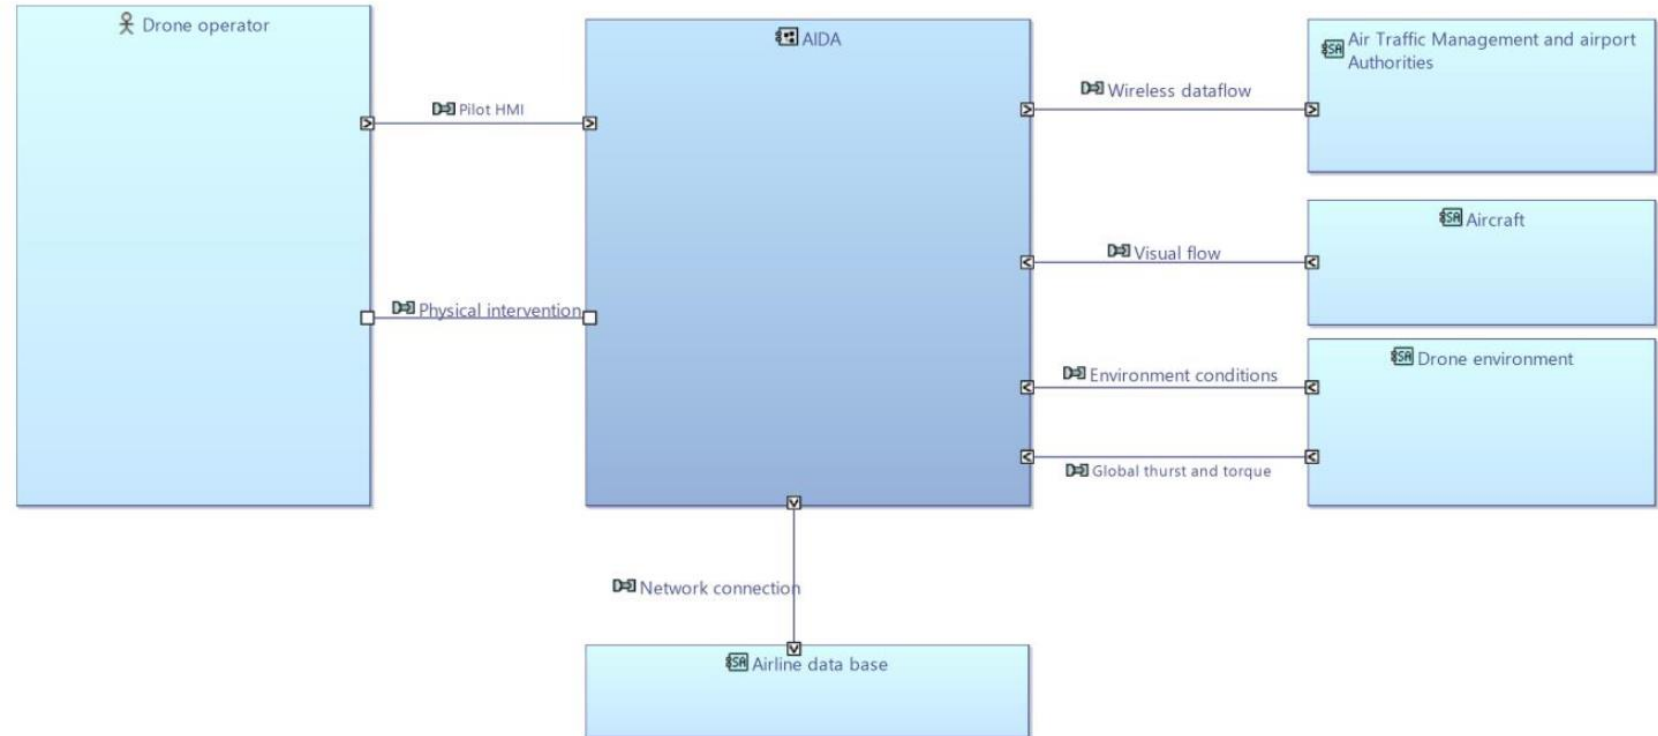 Drone operator
AIDA
Air Traffic Management and airport
Authorities
Pilot HMI
Wireless dataflow
Aircraft
Visual flow
Physical intervention
Drone environment
Environment conditions
Global thurst and torque
Network connection
Airline data base